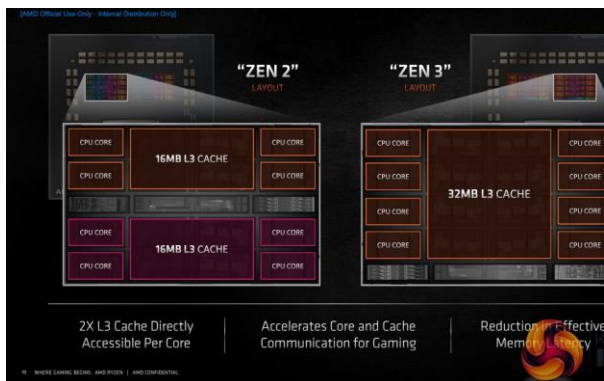 [AMD Official Use Only - Internal Distribution Only]
"ZEN 2"
LAYOUT
"ZEN 3"
LAYOUT
CPU CORE
16MB L3 CACHE
CPU CORE
CPU CORE
CPU CORE
CPU CORE
16MB L3 CACHE
CPU CORE
CPU CORE
CPU CORE
CPU CORE
CPU CORE
CPU CORE
CPU CORE
32MB L3 CACHE
CPU CORE
CPU CORE
CPU CORE
CPU CORE
2X L3 Cache Directly
Accessible Per Core
Accelerates Core and Cache
Communication for Gaming
Reduction in Effective
Memory Latency
19 WHERE GAMING BEGINS: AMD RYZEN | AMD CONFIDENTIAL